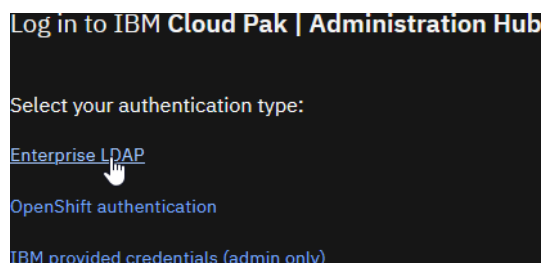 Log in to IBM Cloud Pak | Administration Hub
Select your authentication type:
Enterprise LDAP
OpenShift authentication
IBM provided credentials (admin only)